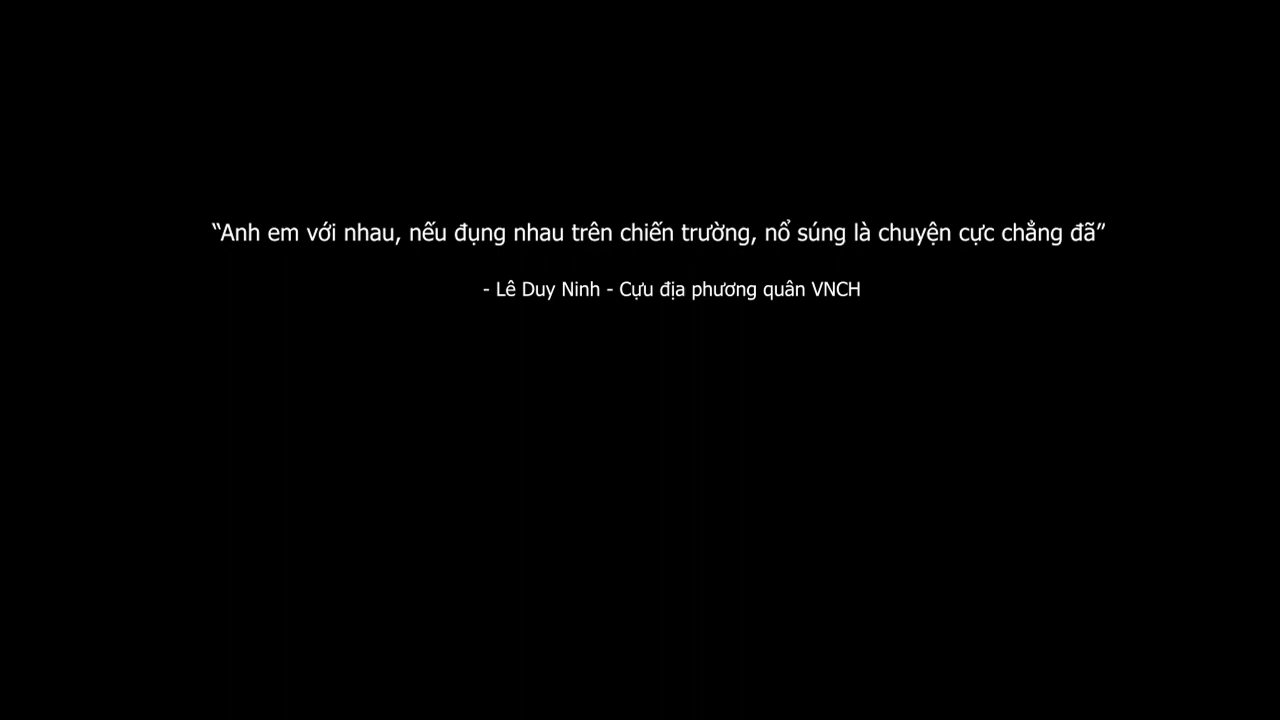 “Anh em với nhau, nếu đụng nhau trên chiến trường, nổ súng là chuyện cực chẳng đã”
- Lê Duy Ninh - Cựu địa phương quân VNCH